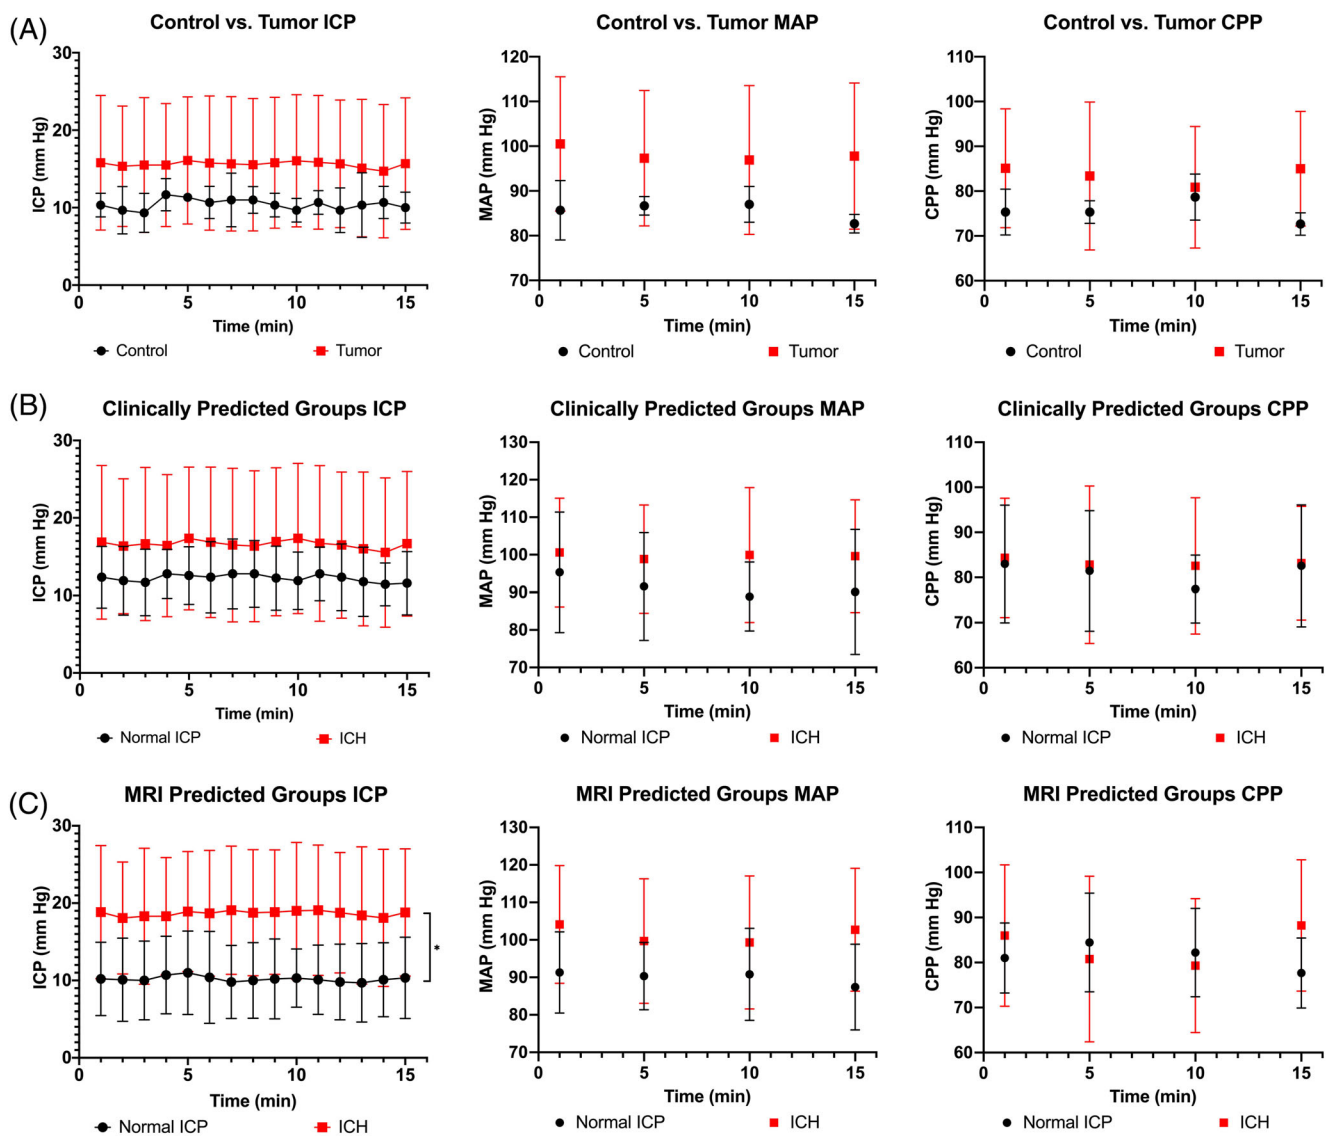 (A)
Control vs. Tumor ICP
Control vs. Tumor MAP
Control vs. Tumor CPP
30
20
10
0
ICP (mm Hg)
0 5 10 15
Time (min)
Control Tumor
120
110
100
90
80
70
MAP (mm Hg)
0 5 10 15
Time (min)
Control Tumor
110
100
90
80
70
60
CPP (mm Hg)
0 5 10 15
Time (min)
Control Tumor
(B)
Clinically Predicted Groups ICP
Clinically Predicted Groups MAP
Clinically Predicted Groups CPP
30
20
10
0
ICP (mm Hg)
0 5 10 15
Time (min)
Normal ICP ICH
130
120
110
100
90
80
70
MAP (mm Hg)
0 5 10 15
Time (min)
Normal ICP ICH
110
100
90
80
70
60
CPP (mm Hg)
0 5 10 15
Time (min)
Normal ICP ICH
(C)
MRI Predicted Groups ICP
MRI Predicted Groups MAP
MRI Predicted Groups CPP
30
20
10
0
ICP (mm Hg)
*
0 5 10 15
Time (min)
Normal ICP ICH
130
120
110
100
90
80
70
MAP (mm Hg)
0 5 10 15
Time (min)
Normal ICP ICH
110
100
90
80
70
60
CPP (mm Hg)
0 5 10 15
Time (min)
Normal ICP ICH